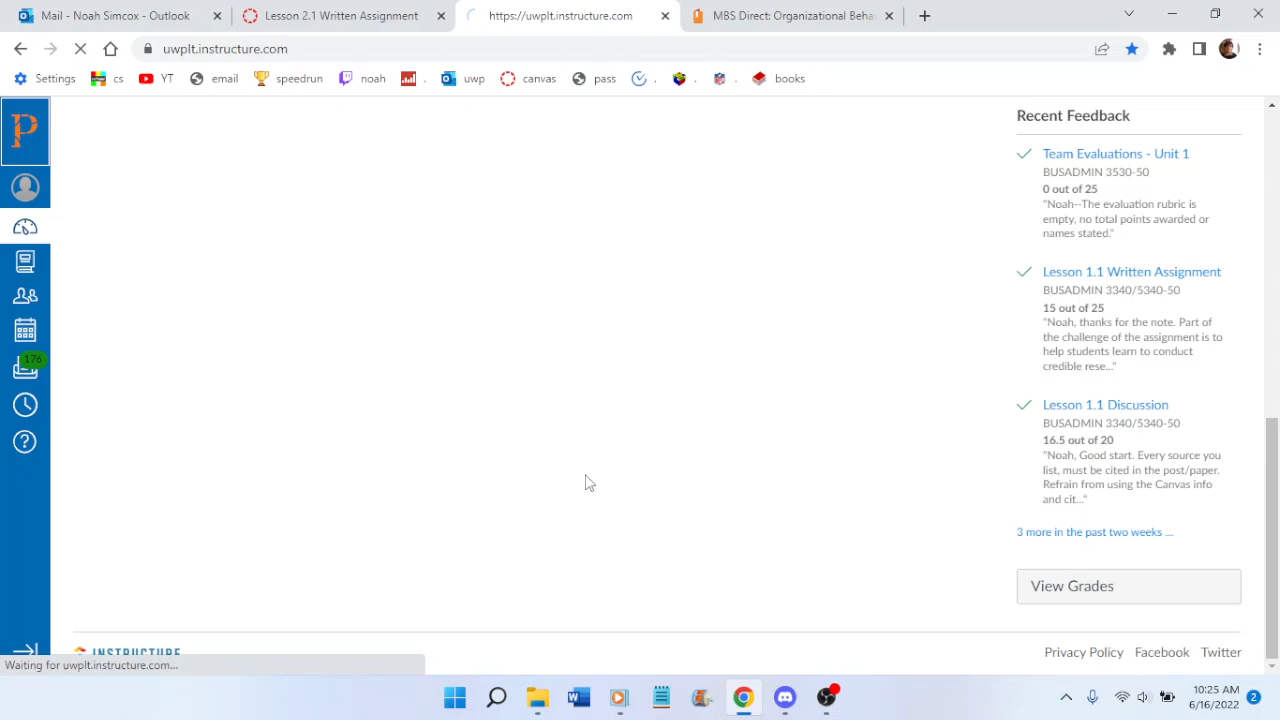 Mail - Noah Simcox - Outlook
Lesson 2.1 Written Assignment
https://uwplt.instructure.com
MBS Direct: Organizational Behav
uwplt.instructure.com
Settings
cs
YT
email
speedrun
noah
.
uwp
canvas
pass
.
.
.
books
P
176
Recent Feedback
Team Evaluations - Unit 1
BUSADMIN 3530-50
0 out of 25
"Noah--The evaluation rubric is
empty, no total points awarded or
names stated."
Lesson 1.1 Written Assignment
BUSADMIN 3340/5340-50
15 out of 25
"Noah, thanks for the note. Part of
the challenge of the assignment is to
help students learn to conduct
credible rese..."
Lesson 1.1 Discussion
BUSADMIN 3340/5340-50
16.5 out of 20
"Noah, Good start. Every source you
list, must be cited in the post/paper.
Refrain from using the Canvas info
and cit..."
3 more in the past two weeks ...
View Grades
INSTRUCTURE
Privacy Policy Facebook Twitter
Waiting for uwplt.instructure.com...
10:25 AM
6/16/2022
2